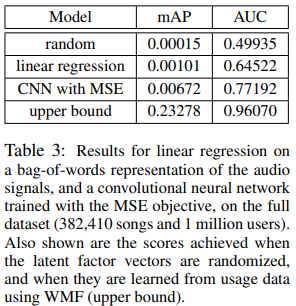 Model mAP AUC
random 0.00015 0.49935
linear regression 0.00101 0.64522
CNN with MSE 0.00672 0.77192
upper bound 0.23278 0.96070
Table 3: Results for linear regression on
a bag-of-words representation of the audio
signals, and a convolutional neural network
trained with the MSE objective, on the full
dataset (382,410 songs and 1 million users).
Also shown are the scores achieved when
the latent factor vectors are randomized,
and when they are learned from usage data
using WMF (upper bound).